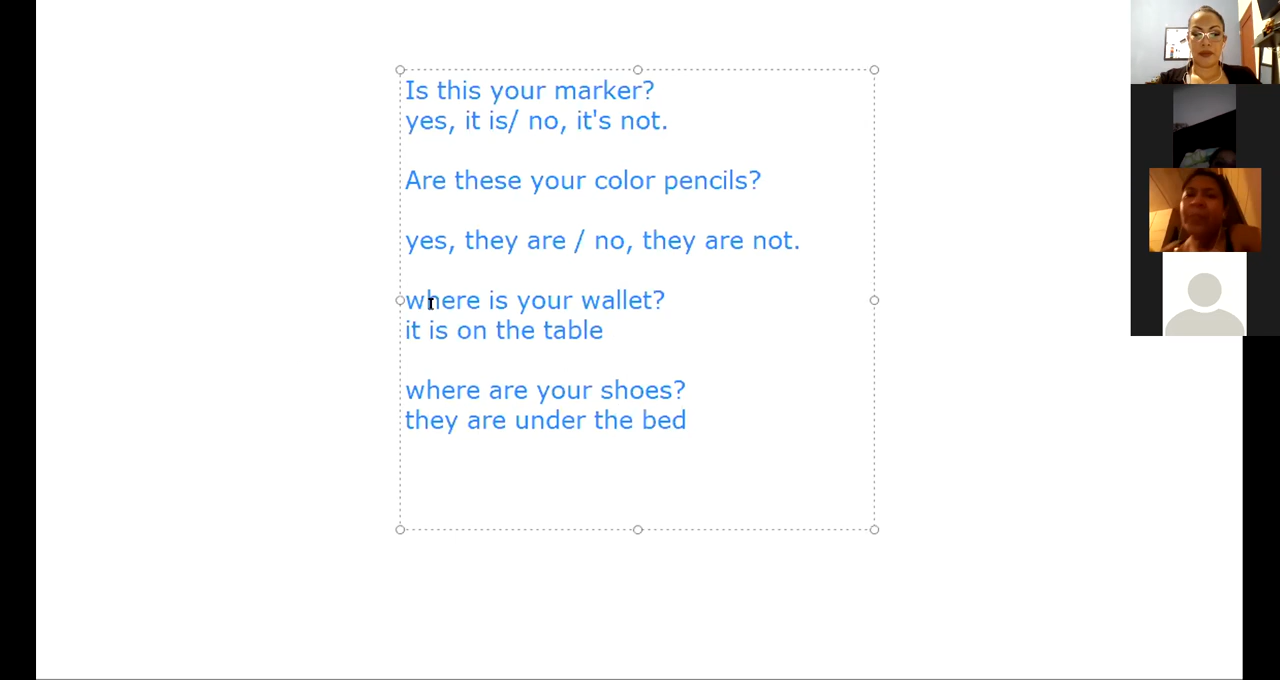 Is this your marker?
yes, it is/ no, it's not.
Are these your color pencils?
yes, they are / no, they are not.
where is your wallet?
it is on the table
where are your shoes?
they are under the bed